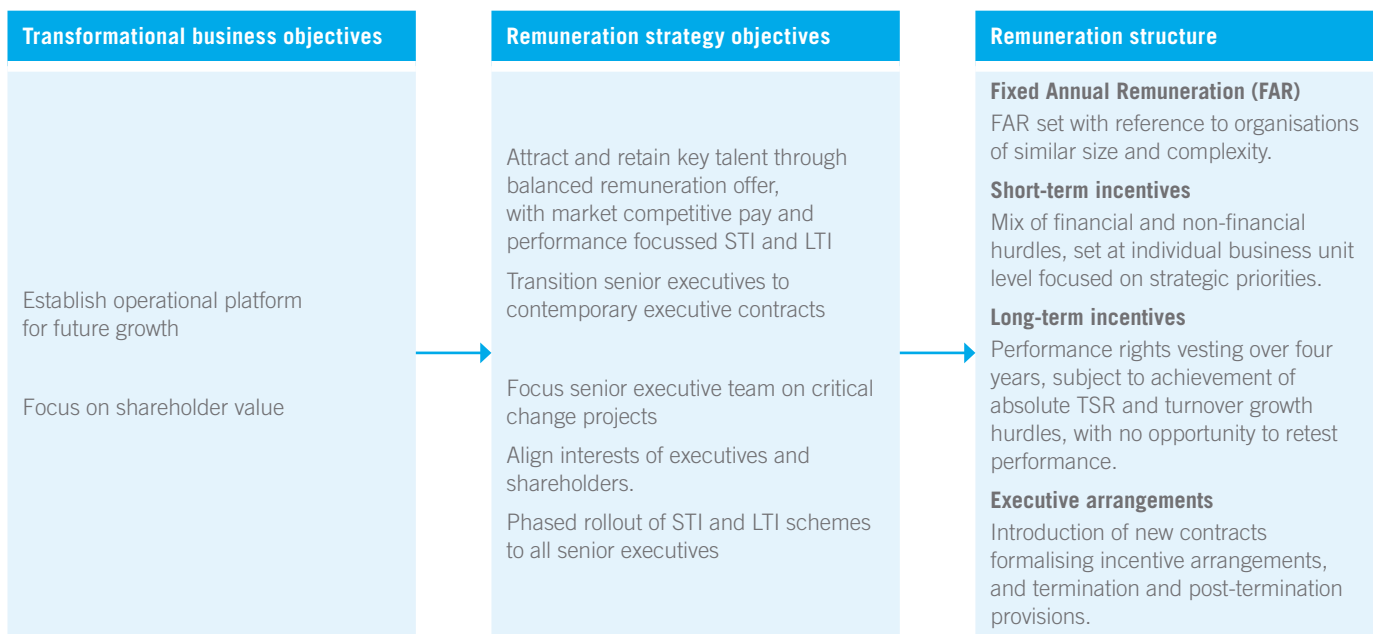 Transformational business objectives
Establish operational platform
for future growth
Focus on shareholder value
Remuneration strategy objectives
Attract and retain key talent through
balanced remuneration offer,
with market competitive pay and
performance focussed STI and LTI
Transition senior executives to
contemporary executive contracts
Focus senior executive team on critical
change projects
Align interests of executives and
shareholders.
Phased rollout of STI and LTI schemes
to all senior executives
Remuneration structure
Fixed Annual Remuneration (FAR)
FAR set with reference to organisations
of similar size and complexity.
Short-term incentives
Mix of financial and non-financial
hurdles, set at individual business unit
level focused on strategic priorities.
Long-term incentives
Performance rights vesting over four
years, subject to achievement of
absolute TSR and turnover growth
hurdles, with no opportunity to retest
performance.
Executive arrangements
Introduction of new contracts
formalising incentive arrangements,
and termination and post-termination
provisions.